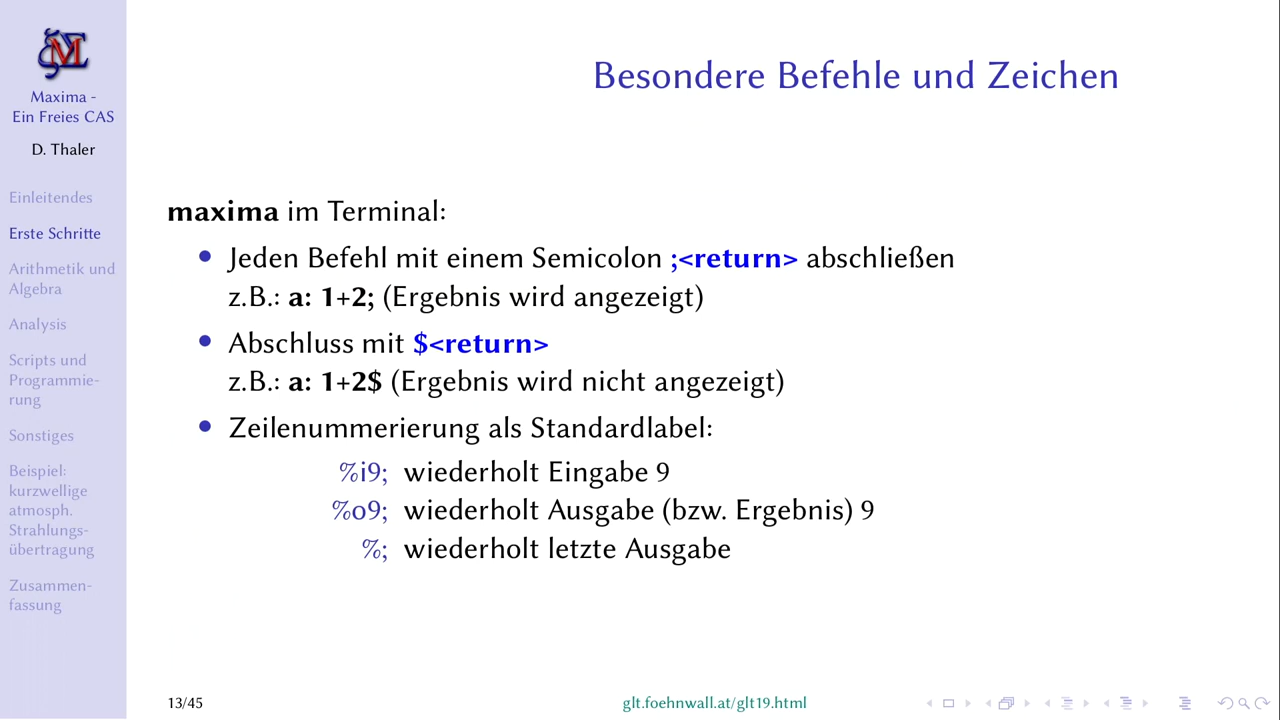 Maxima -
Ein Freies CAS
D. Thaler
Einleitendes
Erste Schritte
Arithmetik und
Algebra
Analysis
Scripts und
Programmie-
rung
Sonstiges
Beispiel:
kurzwellige
atmosph.
Strahlungs-
übertragung
Zusammen-
fassung
Besondere Befehle und Zeichen
maxima im Terminal:
• Jeden Befehl mit einem Semicolon ;<return> abschließen
z.B.: a: 1+2; (Ergebnis wird angezeigt)
• Abschluss mit $<return>
z.B.: a: 1+2$ (Ergebnis wird nicht angezeigt)
• Zeilennummerierung als Standardlabel:
%i9; wiederholt Eingabe 9
%o9; wiederholt Ausgabe (bzw. Ergebnis) 9
%; wiederholt letzte Ausgabe
13/45
glt.foehnwall.at/glt19.html